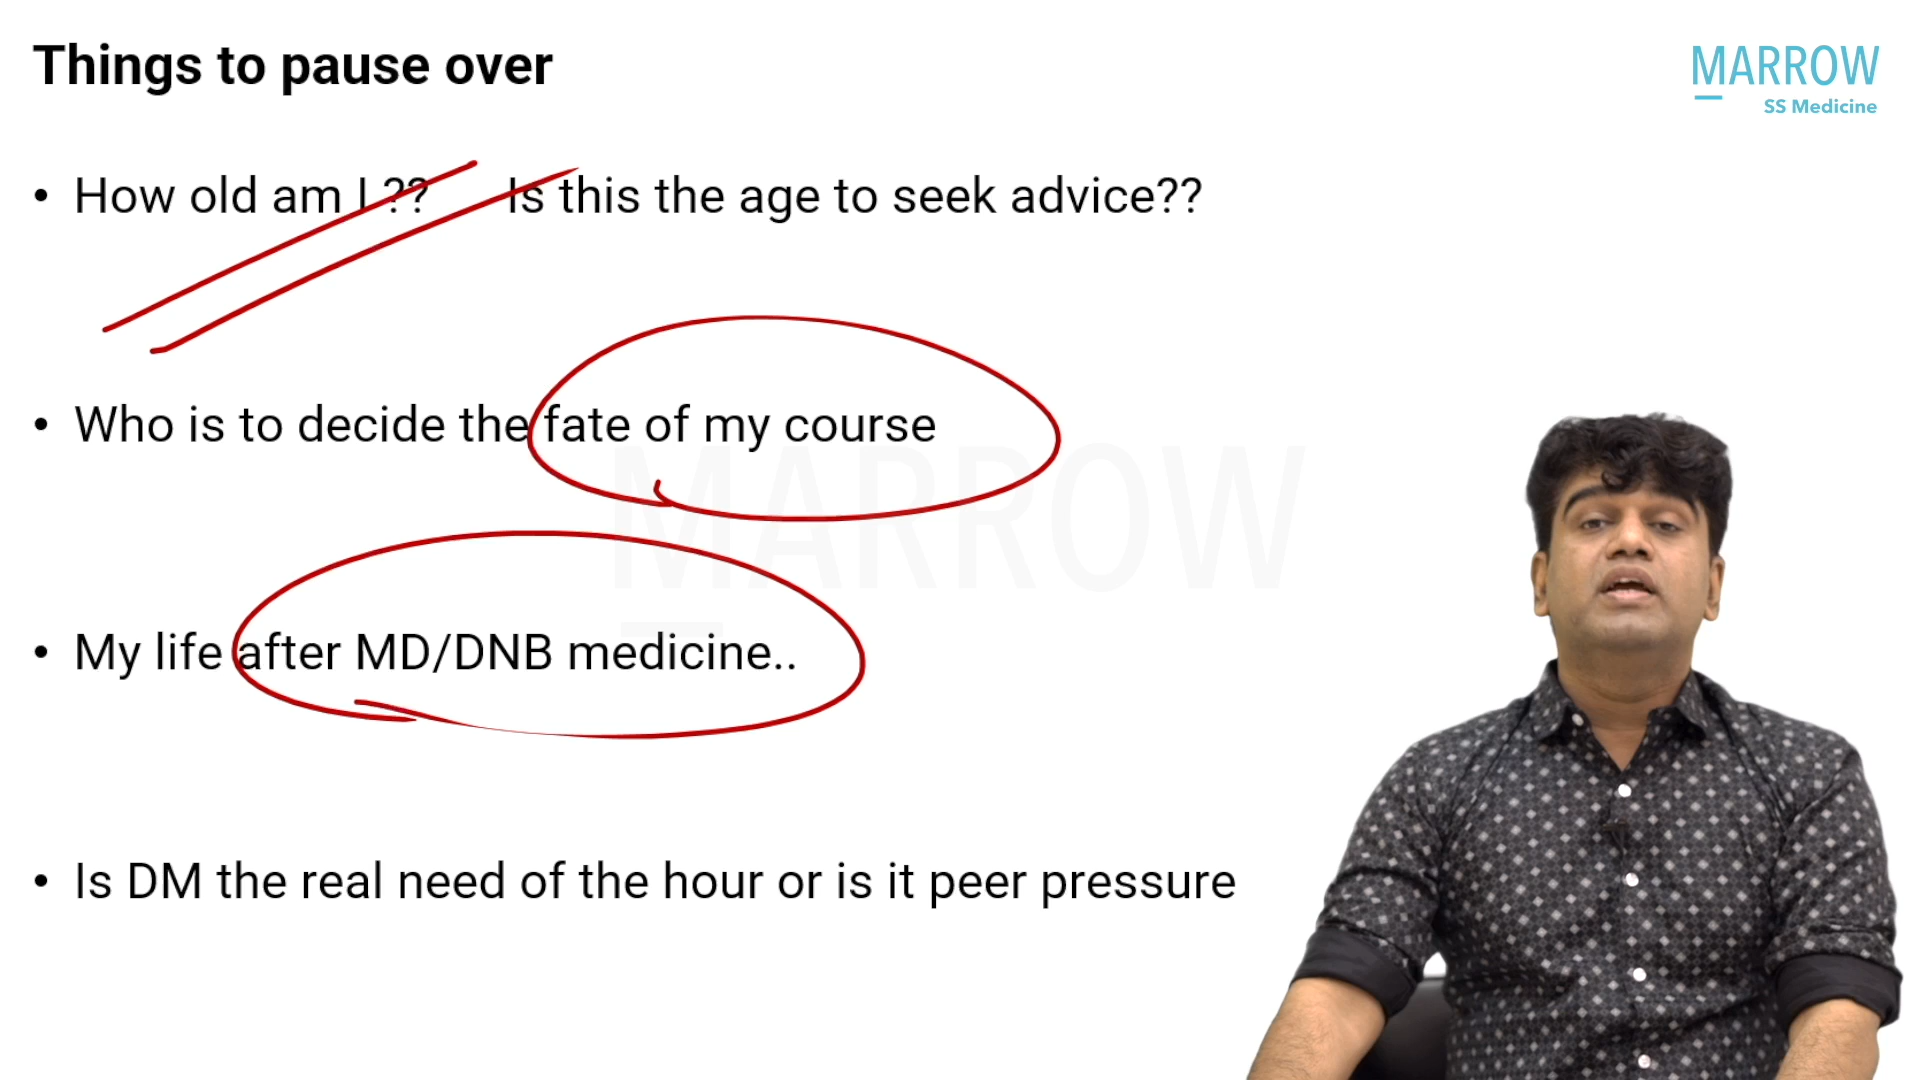 Things to pause over
MARROW
SS Medicine
• How old am I ?? Is this the age to seek advice??
• Who is to decide the fate of my course
MARROW
• My life after MD/DNB medicine..
• Is DM the real need of the hour or is it peer pressure